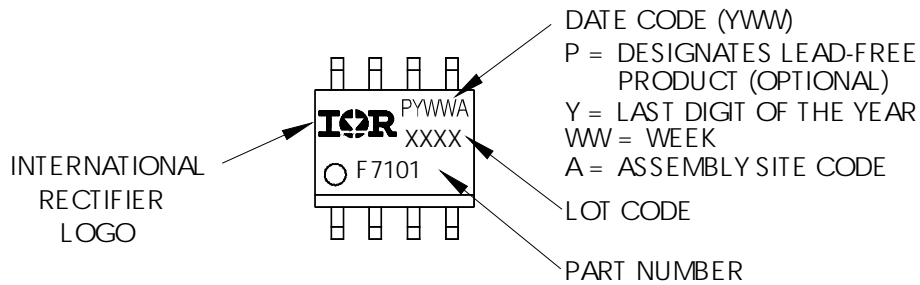 DATE CODE (YWW)
P = DESIGNATES LEAD-FREE
PRODUCT (OPTIONAL)
Y = LAST DIGIT OF THE YEAR
WW = WEEK
A = ASSEMBLY SITE CODE
LOT CODE
PART NUMBER
INTERNATIONAL
RECTIFIER
LOGO
IOR
PYWWA
XXXX
F7101